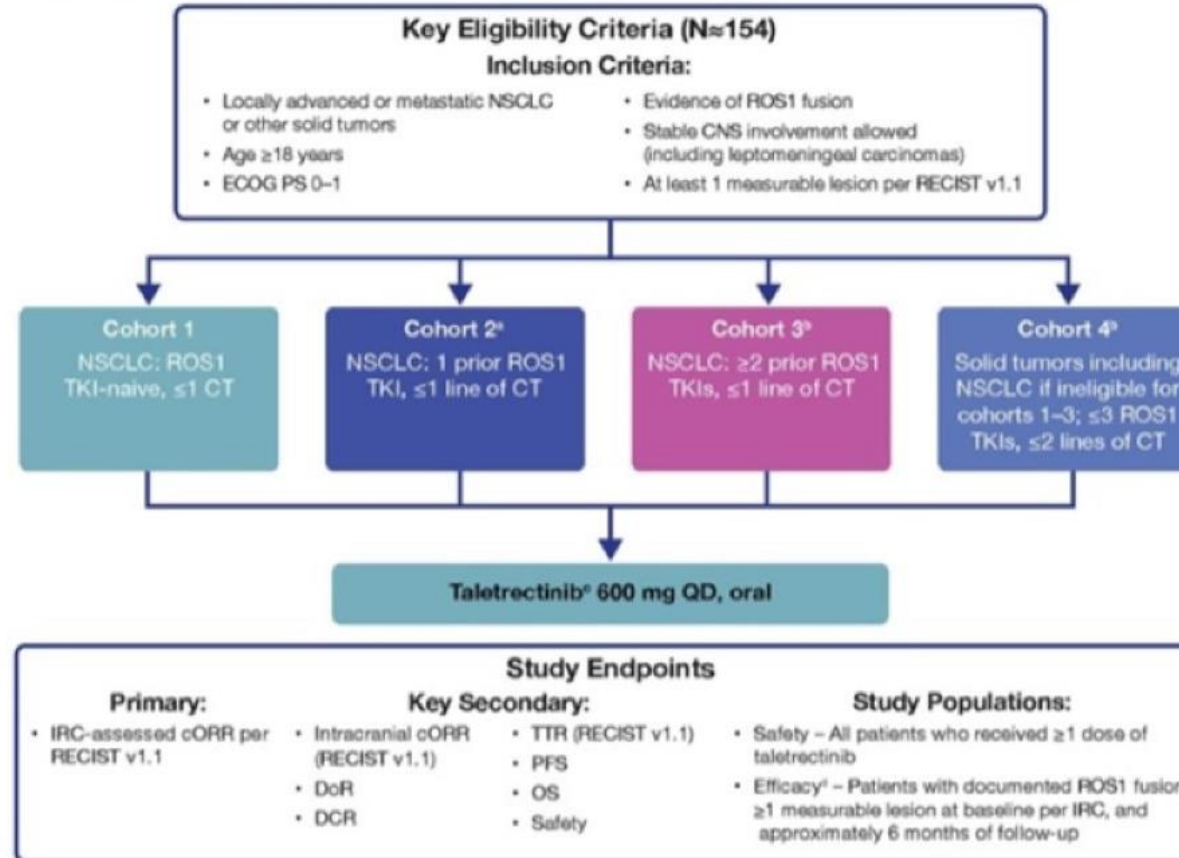 Key Eligibility Criteria (N≈154)
Inclusion Criteria:
• Locally advanced or metastatic NSCLC
or other solid tumors
• Age ≥18 years
• ECOG PS 0–1
• Evidence of ROS1 fusion
• Stable CNS involvement allowed
(including leptomeningeal carcinomas)
• At least 1 measurable lesion per RECIST v1.1
Cohort 1
NSCLC: ROS1
TKI-naive, ≤1 CT
Cohort 2ᵃ
NSCLC: 1 prior ROS1
TKI, ≤1 line of CT
Cohort 3ᵇ
NSCLC: ≥2 prior ROS1
TKIs, ≤1 line of CT
Cohort 4ᵇ
Solid tumors including
NSCLC if ineligible for
cohorts 1–3; ≤3 ROS1
TKIs, ≤2 lines of CT
Taletrectinibᶜ 600 mg QD, oral
Study Endpoints
Primary:
• IRC-assessed cORR per
RECIST v1.1
Key Secondary:
• Intracranial cORR
(RECIST v1.1)
• DoR
• DCR
• TTR (RECIST v1.1)
• PFS
• OS
• Safety
Study Populations:
• Safety – All patients who received ≥1 dose of
taletrectinib
• Efficacyᵈ – Patients with documented ROS1 fusion
≥1 measurable lesion at baseline per IRC, and
approximately 6 months of follow-up